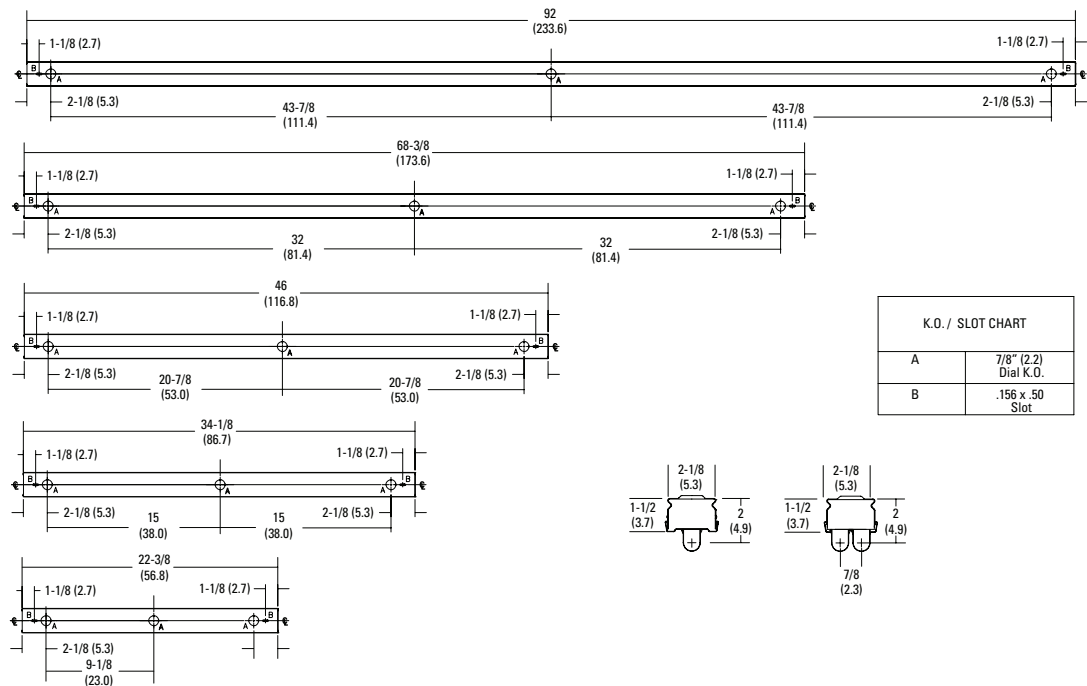 92
(233.6)
1-1/8 (2.7)
1-1/8 (2.7)
B
A
A
A
B
2-1/8 (5.3)
43-7/8
(111.4)
43-7/8
(111.4)
2-1/8 (5.3)
68-3/8
(173.6)
1-1/8 (2.7)
1-1/8 (2.7)
B
A
A
A
B
2-1/8 (5.3)
32
(81.4)
32
(81.4)
2-1/8 (5.3)
46
(116.8)
1-1/8 (2.7)
1-1/8 (2.7)
B
A
A
A
B
2-1/8 (5.3)
20-7/8
(53.0)
20-7/8
(53.0)
2-1/8 (5.3)
K.O. / SLOT CHART
A 7/8" (2.2)
Dial K.O.
B .156 x .50
Slot
34-1/8
(86.7)
1-1/8 (2.7)
1-1/8 (2.7)
B
A
A
A
B
2-1/8 (5.3)
15
(38.0)
15
(38.0)
2-1/8 (5.3)
2-1/8
(5.3)
1-1/2
(3.7)
2
(4.9)
2-1/8
(5.3)
1-1/2
(3.7)
2
(4.9)
7/8
(2.3)
22-3/8
(56.8)
1-1/8 (2.7)
1-1/8 (2.7)
B
A
A
A
B
2-1/8 (5.3)
9-1/8
(23.0)